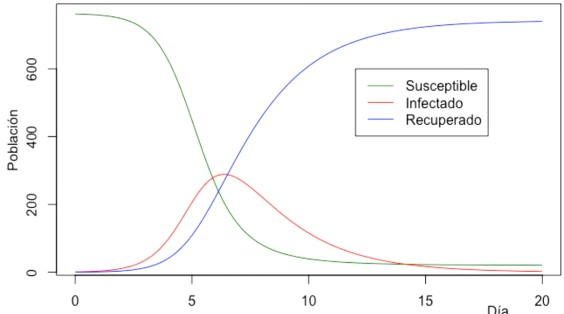 Población
600
400
200
0
Susceptible
Infectado
Recuperado
0 5 10 15 20
Día